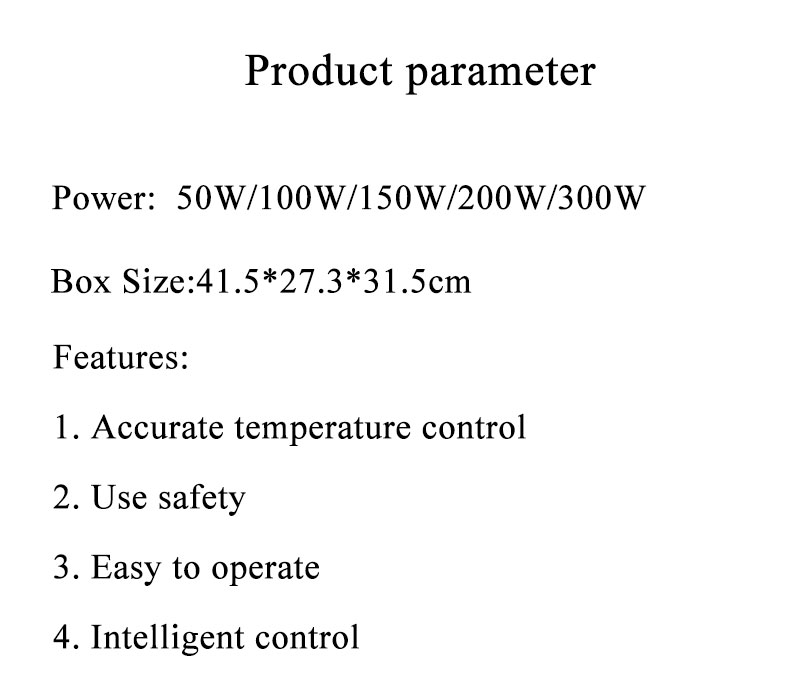 Product parameter
Power: 50W/100W/150W/200W/300W
Box Size:41.5*27.3*31.5cm
Features:
1. Accurate temperature control
2. Use safety
3. Easy to operate
4. Intelligent control